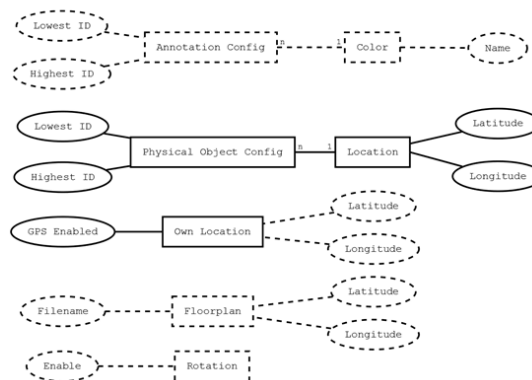 Lowest ID
Annotation Config
n
1
Color
Name
Highest ID
Lowest ID
Latitude
Physical Object Config
n
1
Location
Highest ID
Longitude
Latitude
GPS Enabled
Own Location
Longitude
Latitude
Filename
Floorplan
Longitude
Enable
Rotation